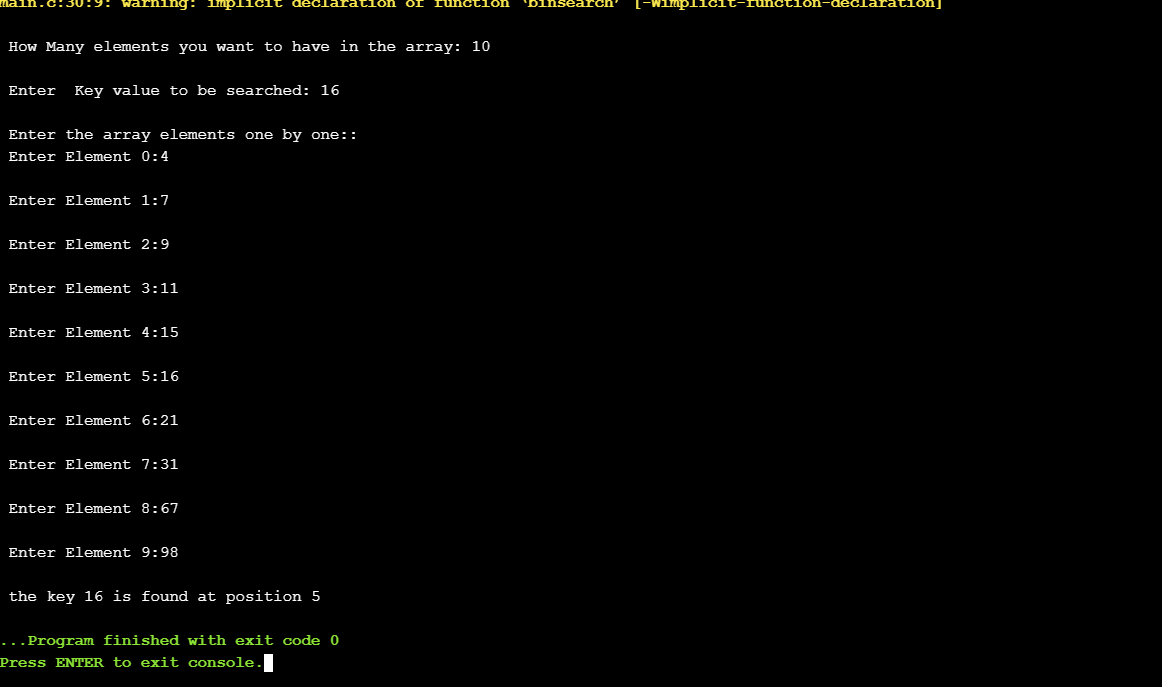 main.c:30:9: warning: implicit declaration of function ‘binsearch’ [-Wimplicit-function-declaration]
How Many elements you want to have in the array: 10
Enter  Key value to be searched: 16
Enter the array elements one by one::
Enter Element 0:4
Enter Element 1:7
Enter Element 2:9
Enter Element 3:11
Enter Element 4:15
Enter Element 5:16
Enter Element 6:21
Enter Element 7:31
Enter Element 8:67
Enter Element 9:98
the key 16 is found at position 5
...Program finished with exit code 0
Press ENTER to exit console.